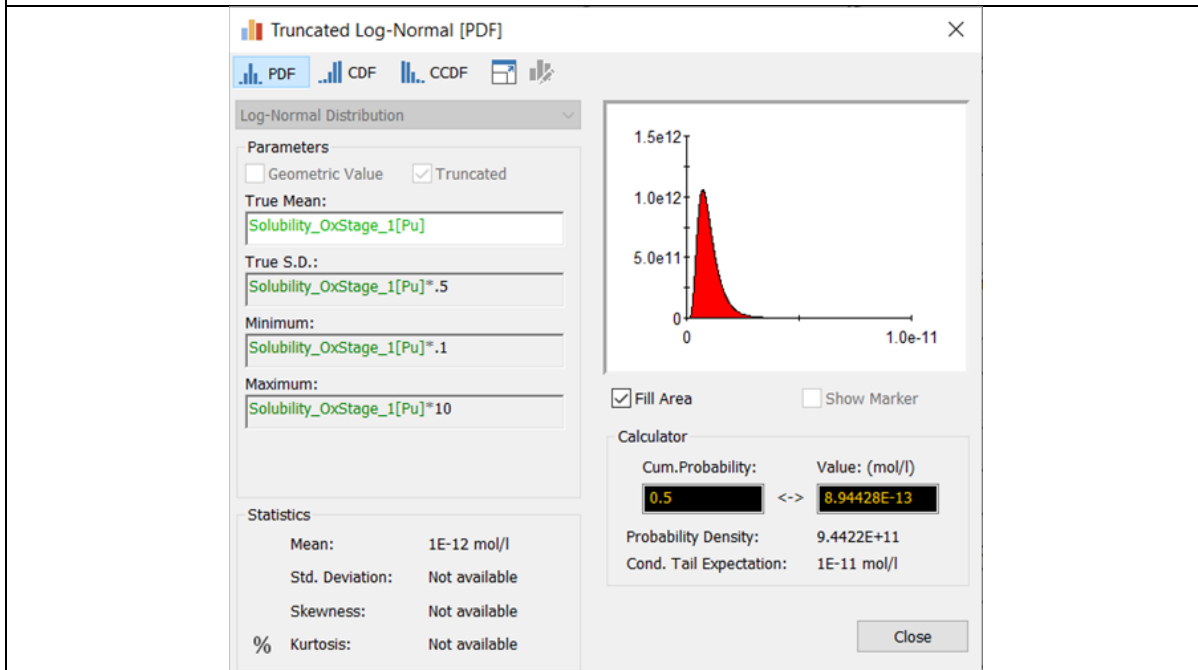 Truncated Log-Normal [PDF]
PDF CDF CCDF
Log-Normal Distribution
Parameters
Geometric Value Truncated
True Mean:
Solubility_OxStage_1[Pu]
True S.D.:
Solubility_OxStage_1[Pu]*.5
Minimum:
Solubility_OxStage_1[Pu]*.1
Maximum:
Solubility_OxStage_1[Pu]*10
Statistics
Mean: 1E-12 mol/l
Std. Deviation: Not available
Skewness: Not available
% Kurtosis: Not available
1.5e12
1.0e12
5.0e11
0
0 1.0e-11
Fill Area Show Marker
Calculator
Cum.Probability: Value: (mol/l)
0.5 <-> 8.94428E-13
Probability Density: 9.4422E+11
Cond. Tail Expectation: 1E-11 mol/l
Close